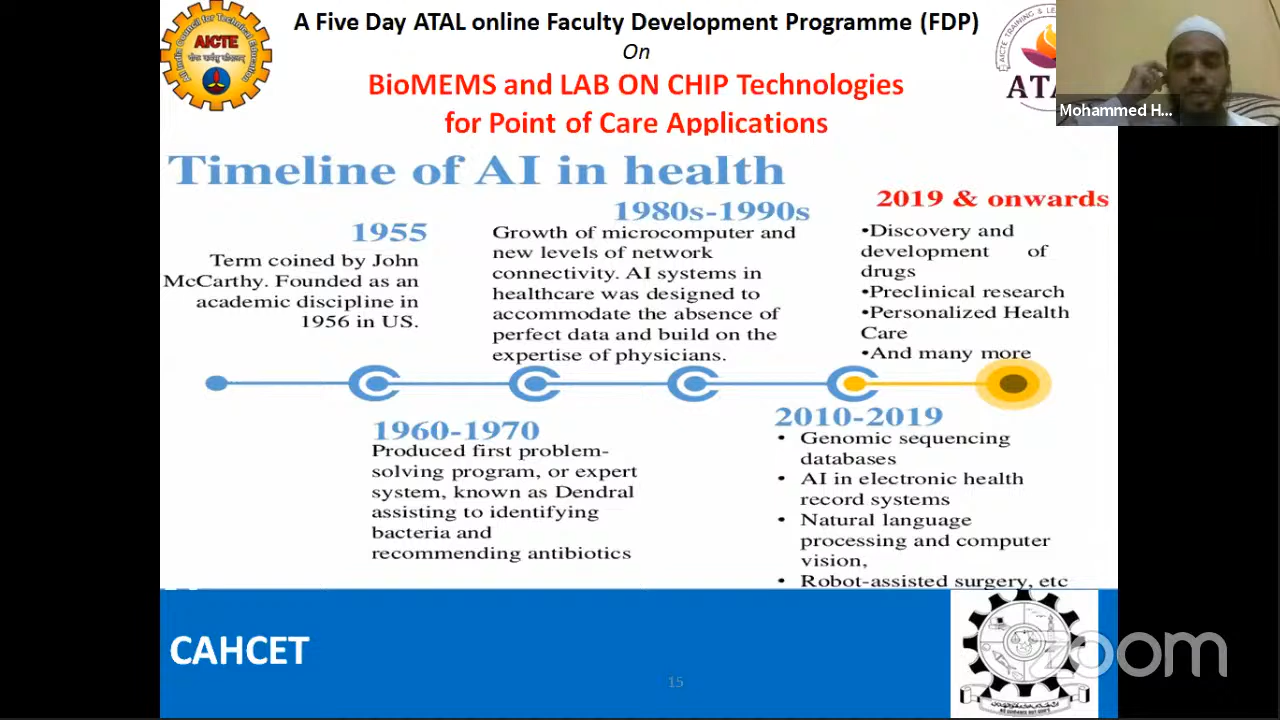 A Five Day ATAL online Faculty Development Programme (FDP)
On
BioMEMS and LAB ON CHIP Technologies
for Point of Care Applications
AICTE
Mohammed H...
Timeline of AI in health
1955
Term coined by John
McCarthy. Founded as an
academic discipline in
1956 in US.
1980s-1990s
Growth of microcomputer and
new levels of network
connectivity. AI systems in
healthcare was designed to
accommodate the absence of
perfect data and build on the
expertise of physicians.
2019 & onwards
•Discovery and
development of
drugs
•Preclinical research
•Personalized Health
Care
•And many more
1960-1970
Produced first problem-
solving program, or expert
system, known as Dendral
assisting to identifying
bacteria and
recommending antibiotics
2010-2019
• Genomic sequencing
databases
• AI in electronic health
record systems
• Natural language
processing and computer
vision,
• Robot-assisted surgery, etc
CAHCET
15
zoom